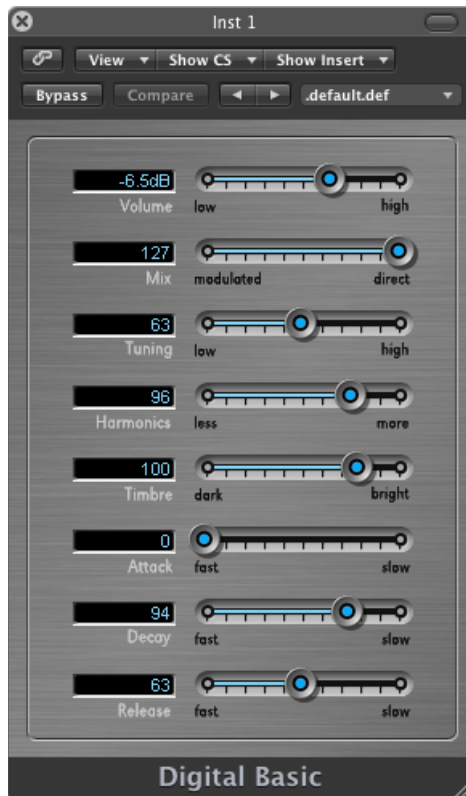 Inst 1
View Show CS Show Insert
Bypass Compare .default.def
-6.5dB
Volume low high
127
Mix modulated direct
63
Tuning low high
96
Harmonics less more
100
Timbre dark bright
0
Attack fast slow
94
Decay fast slow
63
Release fast slow
Digital Basic